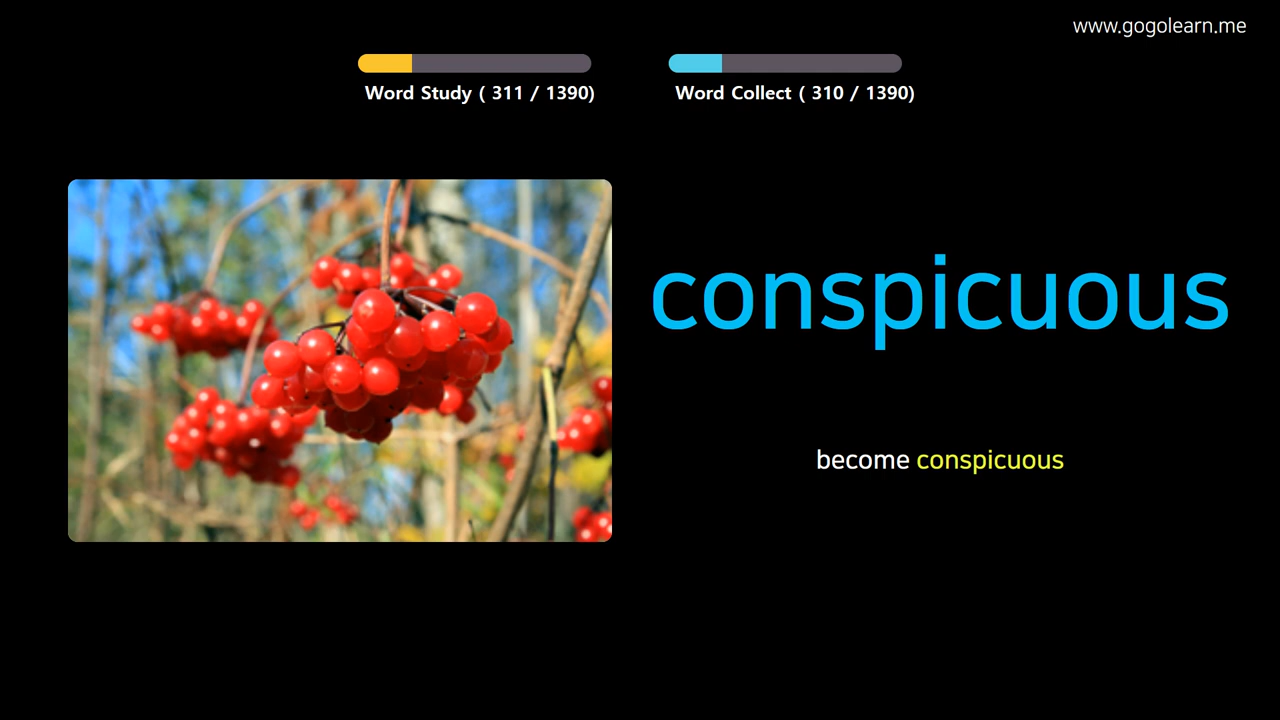 www.gogolearn.me
Word Study ( 311 / 1390)
Word Collect ( 310 / 1390)
conspicuous
become conspicuous